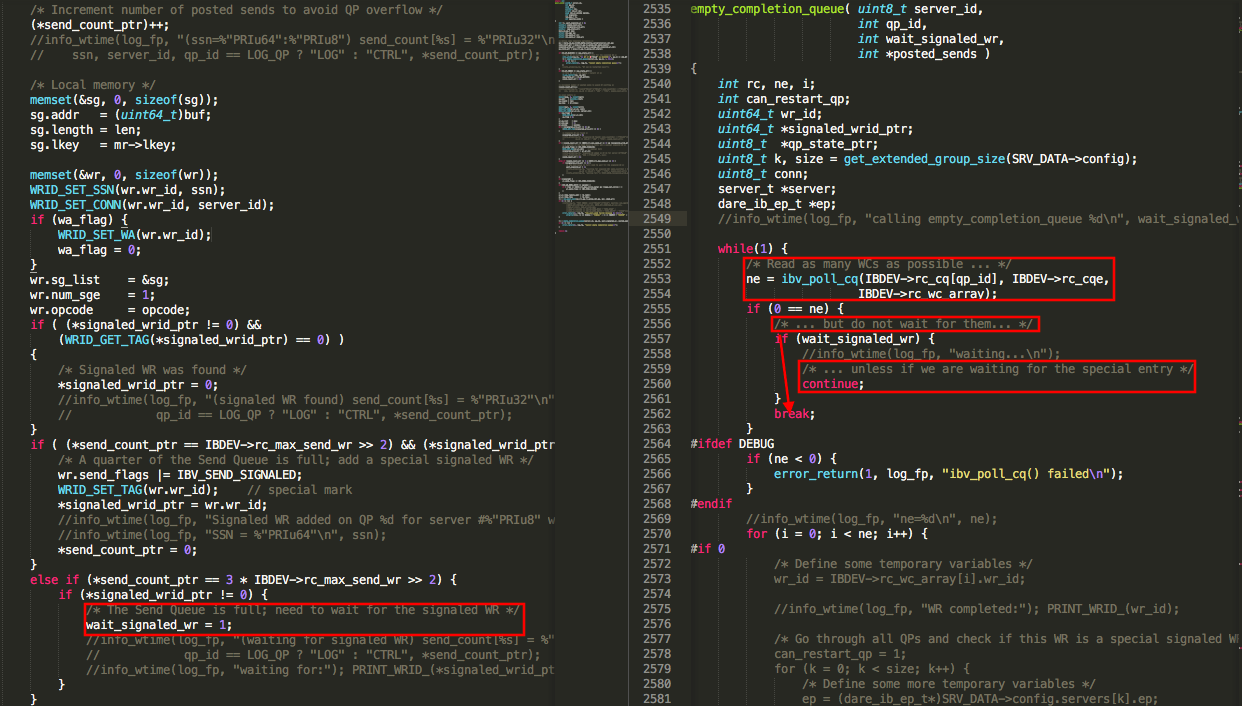 /* Increment number of posted sends to avoid QP overflow */
(*send_count_ptr)++;
//info_wtime(log_fp, "(ssn=%"PRIu64":%"PRIu8") send_count[%s] = %"PRIu32"\n
//    ssn, server_id, qp_id == LOG_QP ? "LOG" : "CTRL", *send_count_ptr);
/* Local memory */
memset(&sg, 0, sizeof(sg));
sg.addr   = (uint64_t)buf;
sg.length = len;
sg.lkey   = mr->lkey;
memset(&wr, 0, sizeof(wr));
WRID_SET_SSN(wr.wr_id, ssn);
WRID_SET_CONN(wr.wr_id, server_id);
if (wa_flag) {
    WRID_SET_WA(wr.wr_id);
    wa_flag = 0;
}
wr.sg_list    = &sg;
wr.num_sge    = 1;
wr.opcode     = opcode;
if ( (*signaled_wrid_ptr != 0) &&
    (WRID_GET_TAG(*signaled_wrid_ptr) == 0) )
{
    /* Signaled WR was found */
    *signaled_wrid_ptr = 0;
    //info_wtime(log_fp, "(signaled WR found) send_count[%s] = %"PRIu32"\n"
    //        qp_id == LOG_QP ? "LOG" : "CTRL", *send_count_ptr);
}
if ( (*send_count_ptr == IBDEV->rc_max_send_wr >> 2) && (*signaled_wrid_ptr
    /* A quarter of the Send Queue is full; add a special signaled WR */
    wr.send_flags |= IBV_SEND_SIGNALED;
    WRID_SET_TAG(wr.wr_id);    // special mark
    *signaled_wrid_ptr = wr.wr_id;
    //info_wtime(log_fp, "Signaled WR added on QP %d for server #%"PRIu8" w
    //info_wtime(log_fp, "SSN = %"PRIu64"\n", ssn);
    *send_count_ptr = 0;
}
else if (*send_count_ptr == 3 * IBDEV->rc_max_send_wr >> 2) {
    if (*signaled_wrid_ptr != 0) {
        /* The Send Queue is full; need to wait for the signaled WR */
        wait_signaled_wr = 1;
        //info_wtime(log_fp, "(waiting for signaled WR) send_count[%s] = %"
        //        qp_id == LOG_QP ? "LOG" : "CTRL", *send_count_ptr);
        //info_wtime(log_fp, "waiting for:"); PRINT_WRID_(*signaled_wrid_pt
    }
}
2535 empty_completion_queue( uint8_t server_id,
2536                         int qp_id,
2537                         int wait_signaled_wr,
2538                         int *posted_sends )
2539 {
2540     int rc, ne, i;
2541     int can_restart_qp;
2542     uint64_t wr_id;
2543     uint64_t *signaled_wrid_ptr;
2544     uint8_t  *qp_state_ptr;
2545     uint8_t k, size = get_extended_group_size(SRV_DATA->config);
2546     uint8_t conn;
2547     server_t *server;
2548     dare_ib_ep_t *ep;
2549     //info_wtime(log_fp, "calling empty_completion_queue %d\n", wait_signaled_
2550
2551     while(1) {
2552         /* Read as many WCs as possible ... */
2553         ne = ibv_poll_cq(IBDEV->rc_cq[qp_id], IBDEV->rc_cqe,
2554                         IBDEV->rc_wc_array);
2555         if (0 == ne) {
2556             /* ... but do not wait for them... */
2557             if (wait_signaled_wr) {
2558                 //info_wtime(log_fp, "waiting...\n");
2559                 /* ... unless if we are waiting for the special entry */
2560                 continue;
2561             }
2562             break;
2563         }
2564 #ifdef DEBUG
2565         if (ne < 0) {
2566             error_return(1, log_fp, "ibv_poll_cq() failed\n");
2567         }
2568 #endif
2569         //info_wtime(log_fp, "ne=%d\n", ne);
2570         for (i = 0; i < ne; i++) {
2571 #if 0
2572             /* Define some temporary variables */
2573             wr_id = IBDEV->rc_wc_array[i].wr_id;
2574
2575             //info_wtime(log_fp, "WR completed:"); PRINT_WRID_(wr_id);
2576
2577             /* Go through all QPs and check if this WR is a special signaled WR
2578             can_restart_qp = 1;
2579             for (k = 0; k < size; k++) {
2580                 /* Define some more temporary variables */
2581                 ep = (dare_ib_ep_t*)SRV_DATA->config.servers[k].ep;